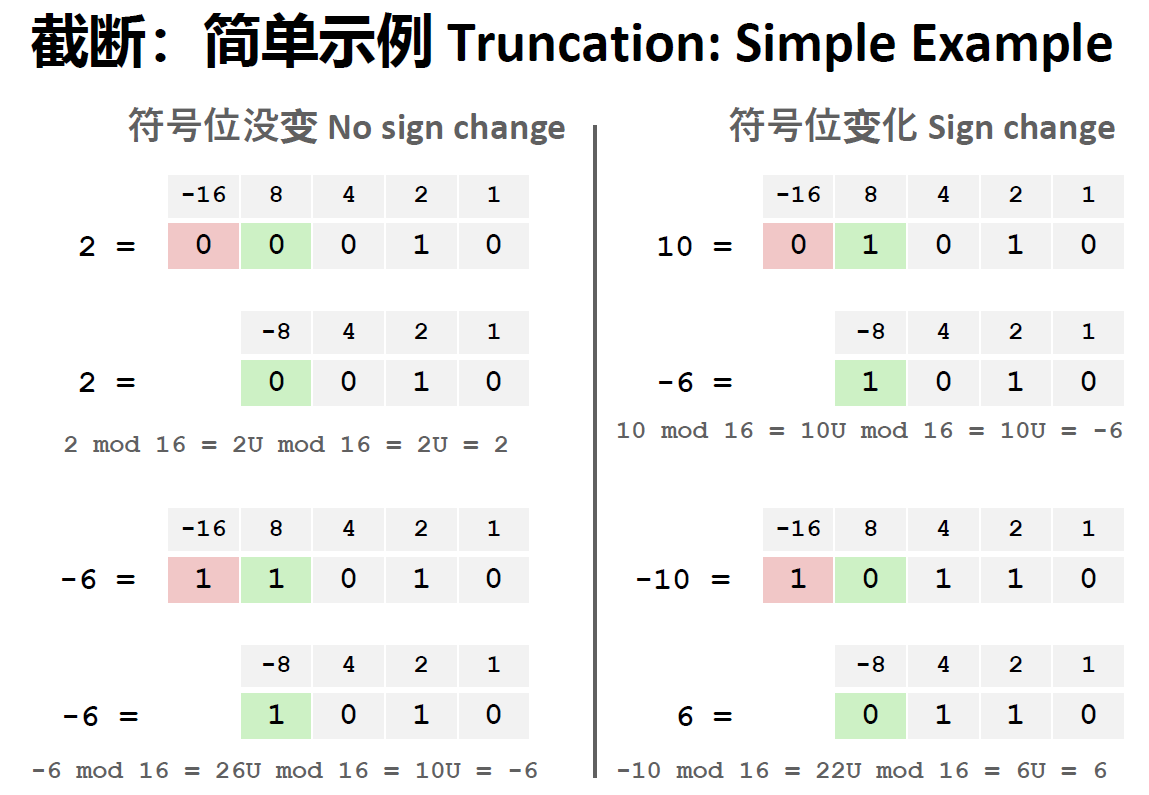 截断：简单示例 Truncation: Simple Example
符号位没变 No sign change
-16 8 4 2 1
2 = 0 0 0 1 0
-8 4 2 1
2 = 0 0 1 0
2 mod 16 = 2U mod 16 = 2U = 2
-16 8 4 2 1
-6 = 1 1 0 1 0
-8 4 2 1
-6 = 1 0 1 0
-6 mod 16 = 26U mod 16 = 10U = -6
符号位变化 Sign change
-16 8 4 2 1
10 = 0 1 0 1 0
-8 4 2 1
-6 = 1 0 1 0
10 mod 16 = 10U mod 16 = 10U = -6
-16 8 4 2 1
-10 = 1 0 1 1 0
-8 4 2 1
6 = 0 1 1 0
-10 mod 16 = 22U mod 16 = 6U = 6